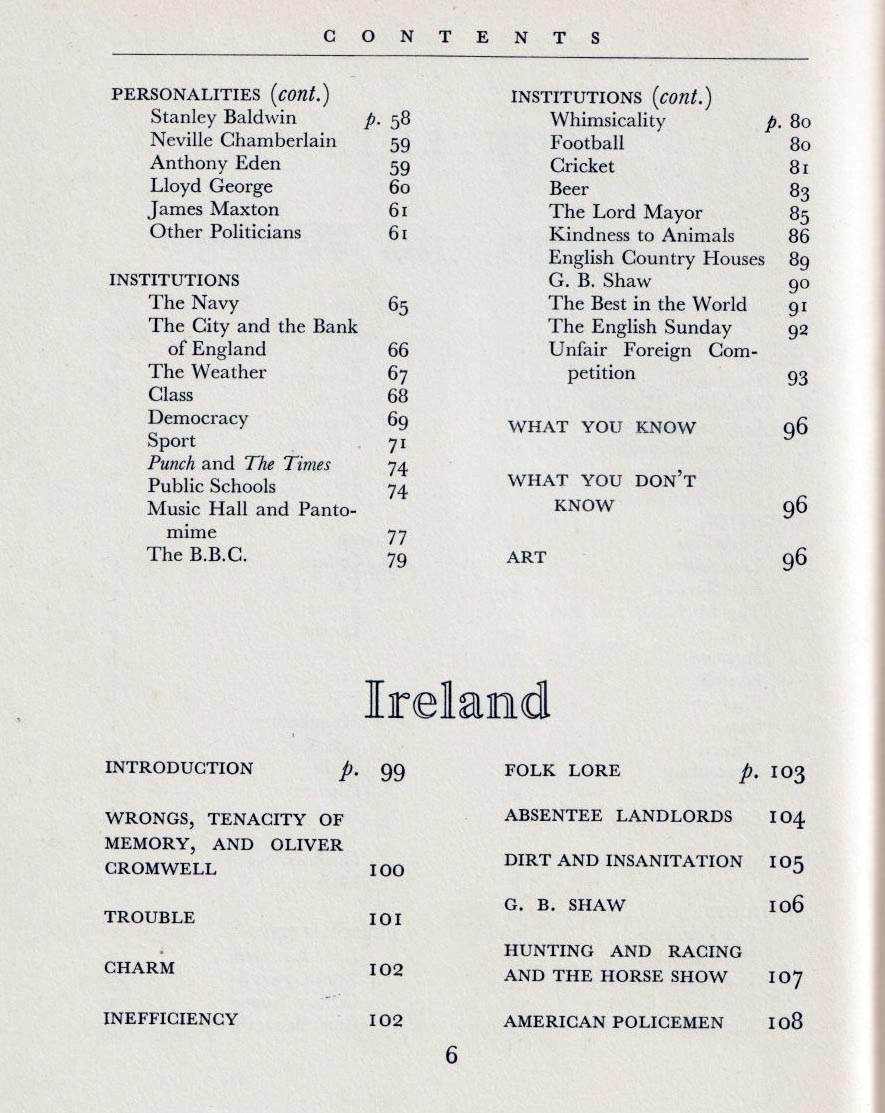 CONTENTS
PERSONALITIES (cont.)
Stanley Baldwin p. 58
Neville Chamberlain 59
Anthony Eden 59
Lloyd George 60
James Maxton 61
Other Politicians 61
INSTITUTIONS
The Navy 65
The City and the Bank
of England 66
The Weather 67
Class 68
Democracy 69
Sport 71
Punch and The Times 74
Public Schools 74
Music Hall and Panto-
mime 77
The B.B.C. 79
INSTITUTIONS (cont.)
Whimsicality p. 80
Football 80
Cricket 81
Beer 83
The Lord Mayor 85
Kindness to Animals 86
English Country Houses 89
G. B. Shaw 90
The Best in the World 91
The English Sunday 92
Unfair Foreign Com-
petition 93
WHAT YOU KNOW 96
WHAT YOU DON'T
KNOW 96
ART 96
Ireland
INTRODUCTION p. 99
WRONGS, TENACITY OF
MEMORY, AND OLIVER
CROMWELL 100
TROUBLE 101
CHARM 102
INEFFICIENCY 102
FOLK LORE p. 103
ABSENTEE LANDLORDS 104
DIRT AND INSANITATION 105
G. B. SHAW 106
HUNTING AND RACING
AND THE HORSE SHOW 107
AMERICAN POLICEMEN 108
6